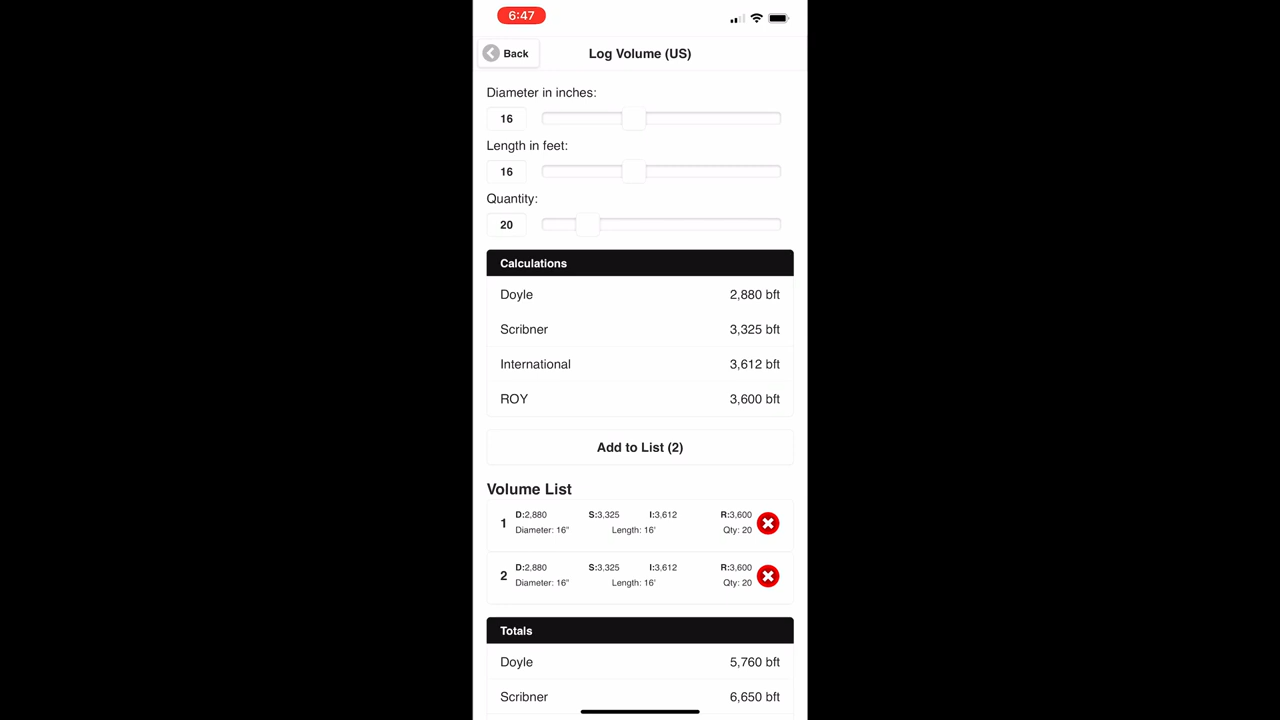 6:47
Back
Log Volume (US)
Diameter in inches:
16
Length in feet:
16
Quantity:
20
Calculations
Doyle 2,880 bft
Scribner 3,325 bft
International 3,612 bft
ROY 3,600 bft
Add to List (2)
Volume List
1 D:2,880 S:3,325 I:3,612 R:3,600
Diameter: 16" Length: 16' Qty: 20
2 D:2,880 S:3,325 I:3,612 R:3,600
Diameter: 16" Length: 16' Qty: 20
Totals
Doyle 5,760 bft
Scribner 6,650 bft